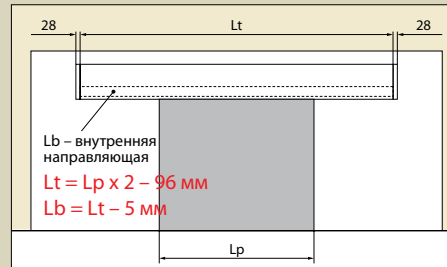 28 Lt 28
Lb – внутренняя
направляющая
Lt = Lp x 2 – 96 мм
Lb = Lt – 5 мм
Lp